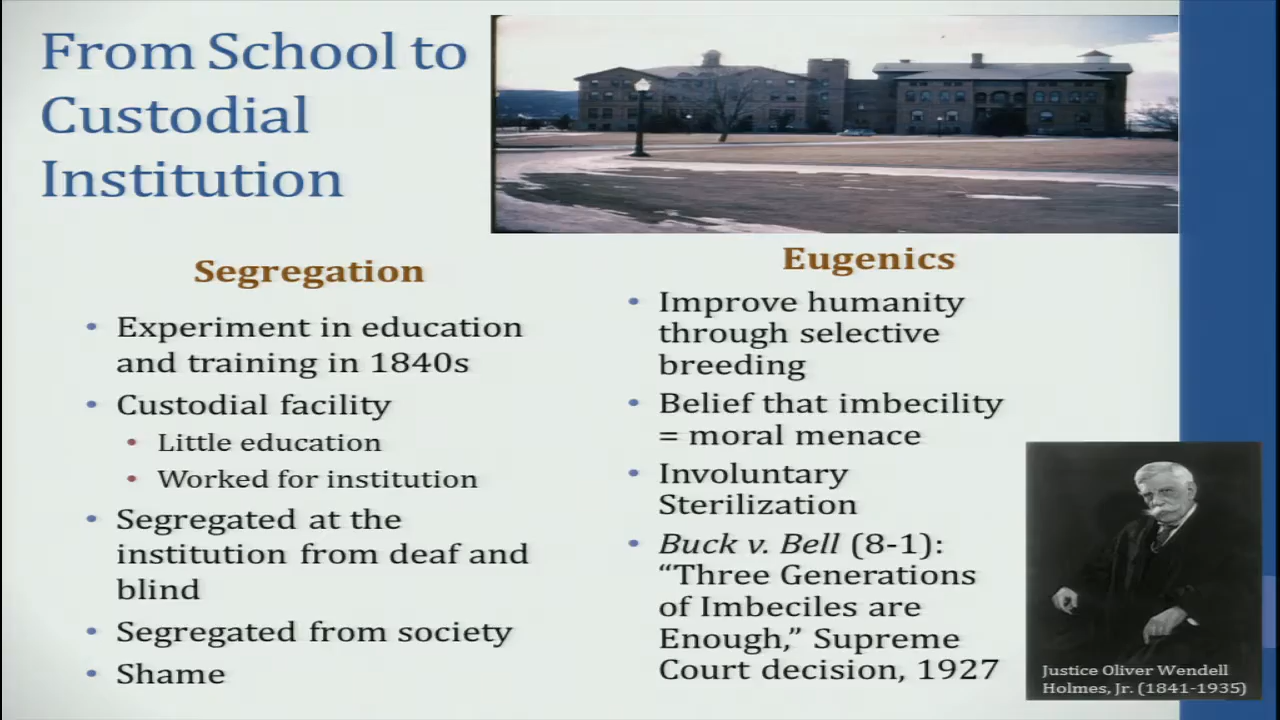 From School to
Custodial
Institution
Segregation
• Experiment in education
and training in 1840s
• Custodial facility
• Little education
• Worked for institution
• Segregated at the
institution from deaf and
blind
• Segregated from society
• Shame
Eugenics
• Improve humanity
through selective
breeding
• Belief that imbecility
= moral menace
• Involuntary
Sterilization
• Buck v. Bell (8-1):
“Three Generations
of Imbeciles are
Enough,” Supreme
Court decision, 1927
Justice Oliver Wendell
Holmes, Jr. (1841-1935)